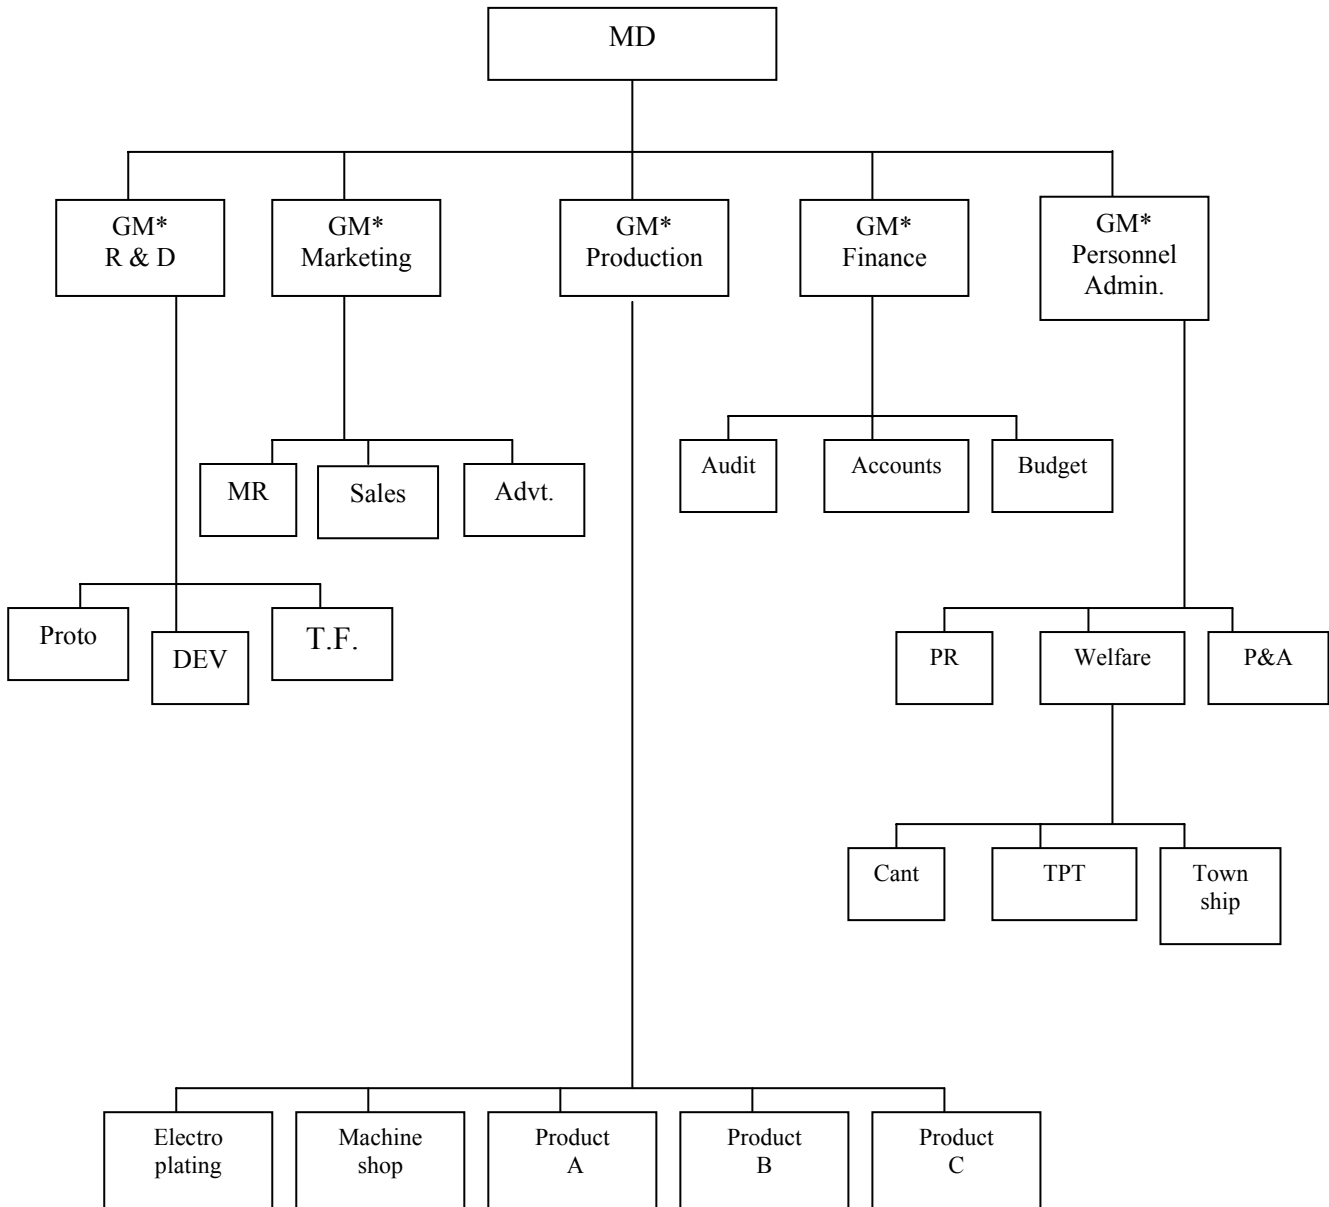 MD
GM*
R & D
GM*
Marketing
GM*
Production
GM*
Finance
GM*
Personnel
Admin.
MR
Sales
Advt.
Audit
Accounts
Budget
Proto
DEV
T.F.
PR
Welfare
P&A
Cant
TPT
Town
ship
Electro
plating
Machine
shop
Product
A
Product
B
Product
C